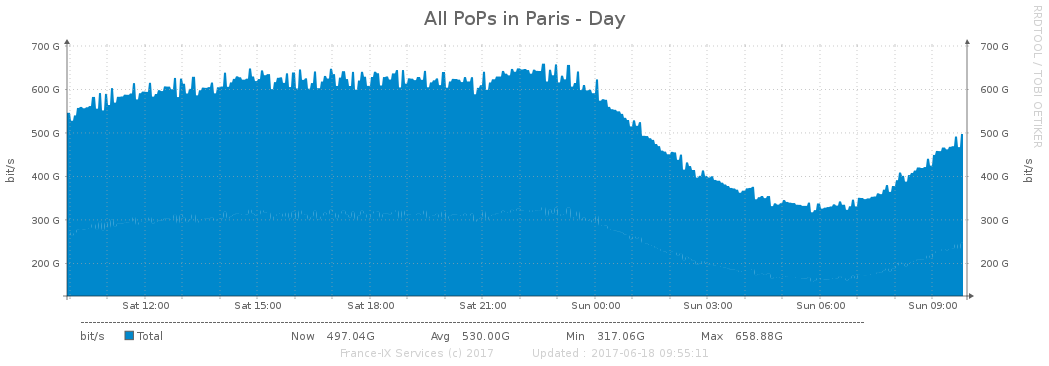 All PoPs in Paris - Day
RRDTOOL / TOBI OETIKER
700 G 700 G
600 G 600 G
500 G 500 G
400 G 400 G
300 G 300 G
200 G 200 G
bit/s bit/s
Sat 12:00 Sat 15:00 Sat 18:00 Sat 21:00 Sun 00:00 Sun 03:00 Sun 06:00 Sun 09:00
bit/s Total Now 497.04G Avg 530.00G Min 317.06G Max 658.88G
France-IX Services (c) 2017 Updated : 2017-06-18 09:55:11